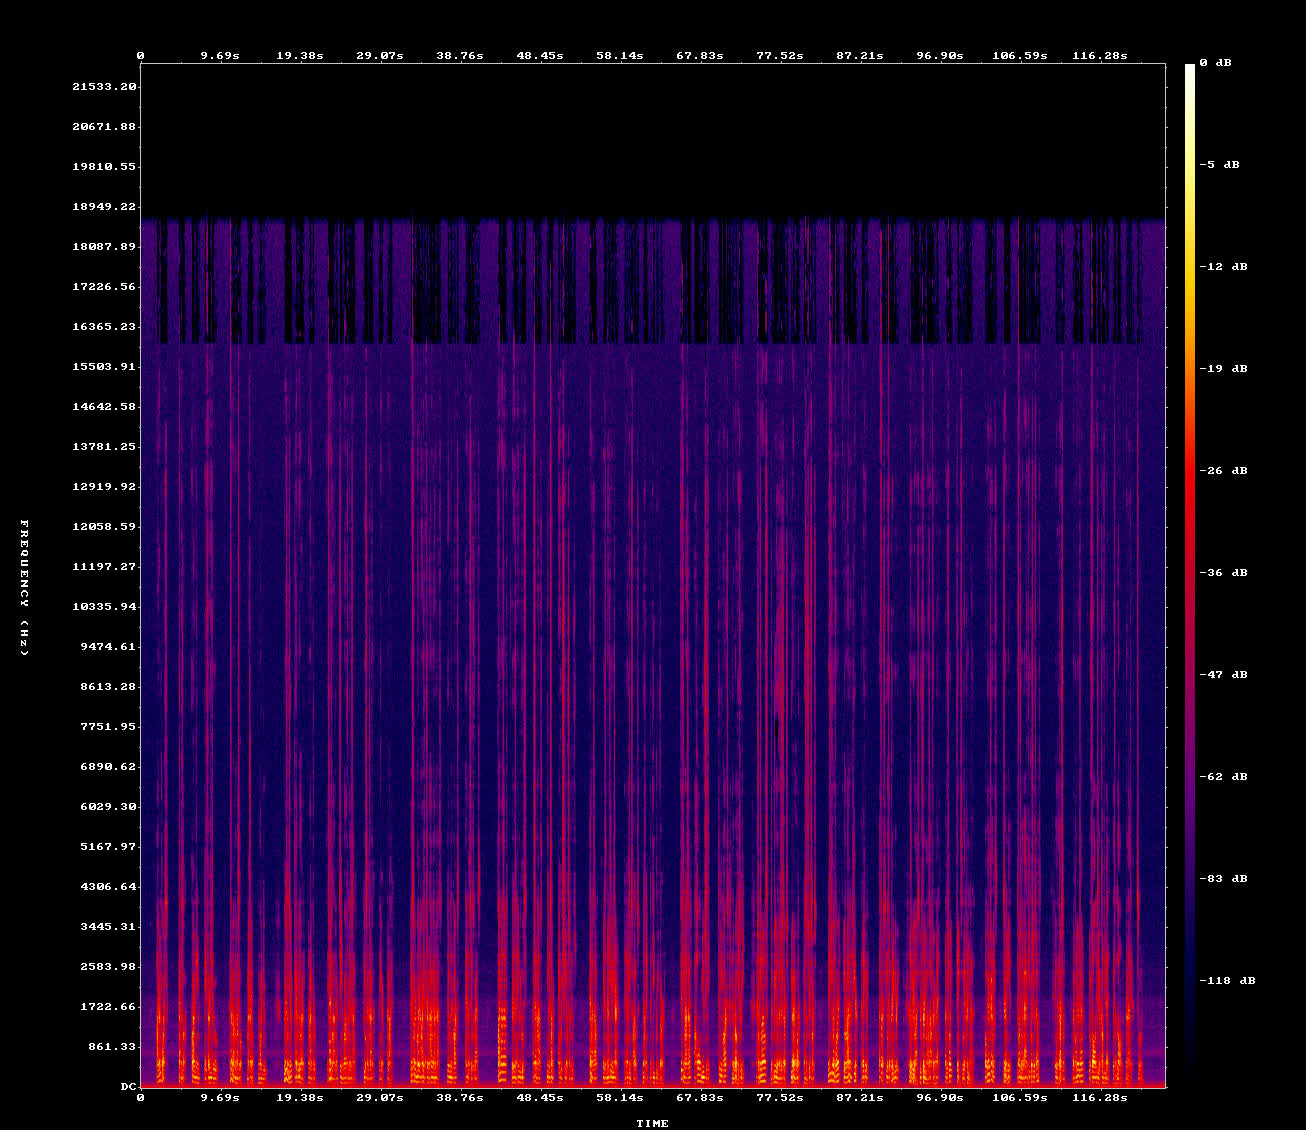 0 9.69s 19.38s 29.07s 38.76s 48.45s 58.14s 67.83s 77.52s 87.21s 96.90s 106.59s 116.28s
0 dB
21533.20
20671.88
19810.55
-5 dB
18949.22
18087.89
-12 dB
17226.56
16365.23
15503.91
-19 dB
14642.58
13781.25
-26 dB
12919.92
12058.59
11197.27
-36 dB
10335.94
9474.61
-47 dB
8613.28
7751.95
6890.62
-62 dB
6029.30
5167.97
-83 dB
4306.64
3445.31
2583.98
-118 dB
1722.66
861.33
DC
FREQUENCY (Hz)
0 9.69s 19.38s 29.07s 38.76s 48.45s 58.14s 67.83s 77.52s 87.21s 96.90s 106.59s 116.28s
TIME